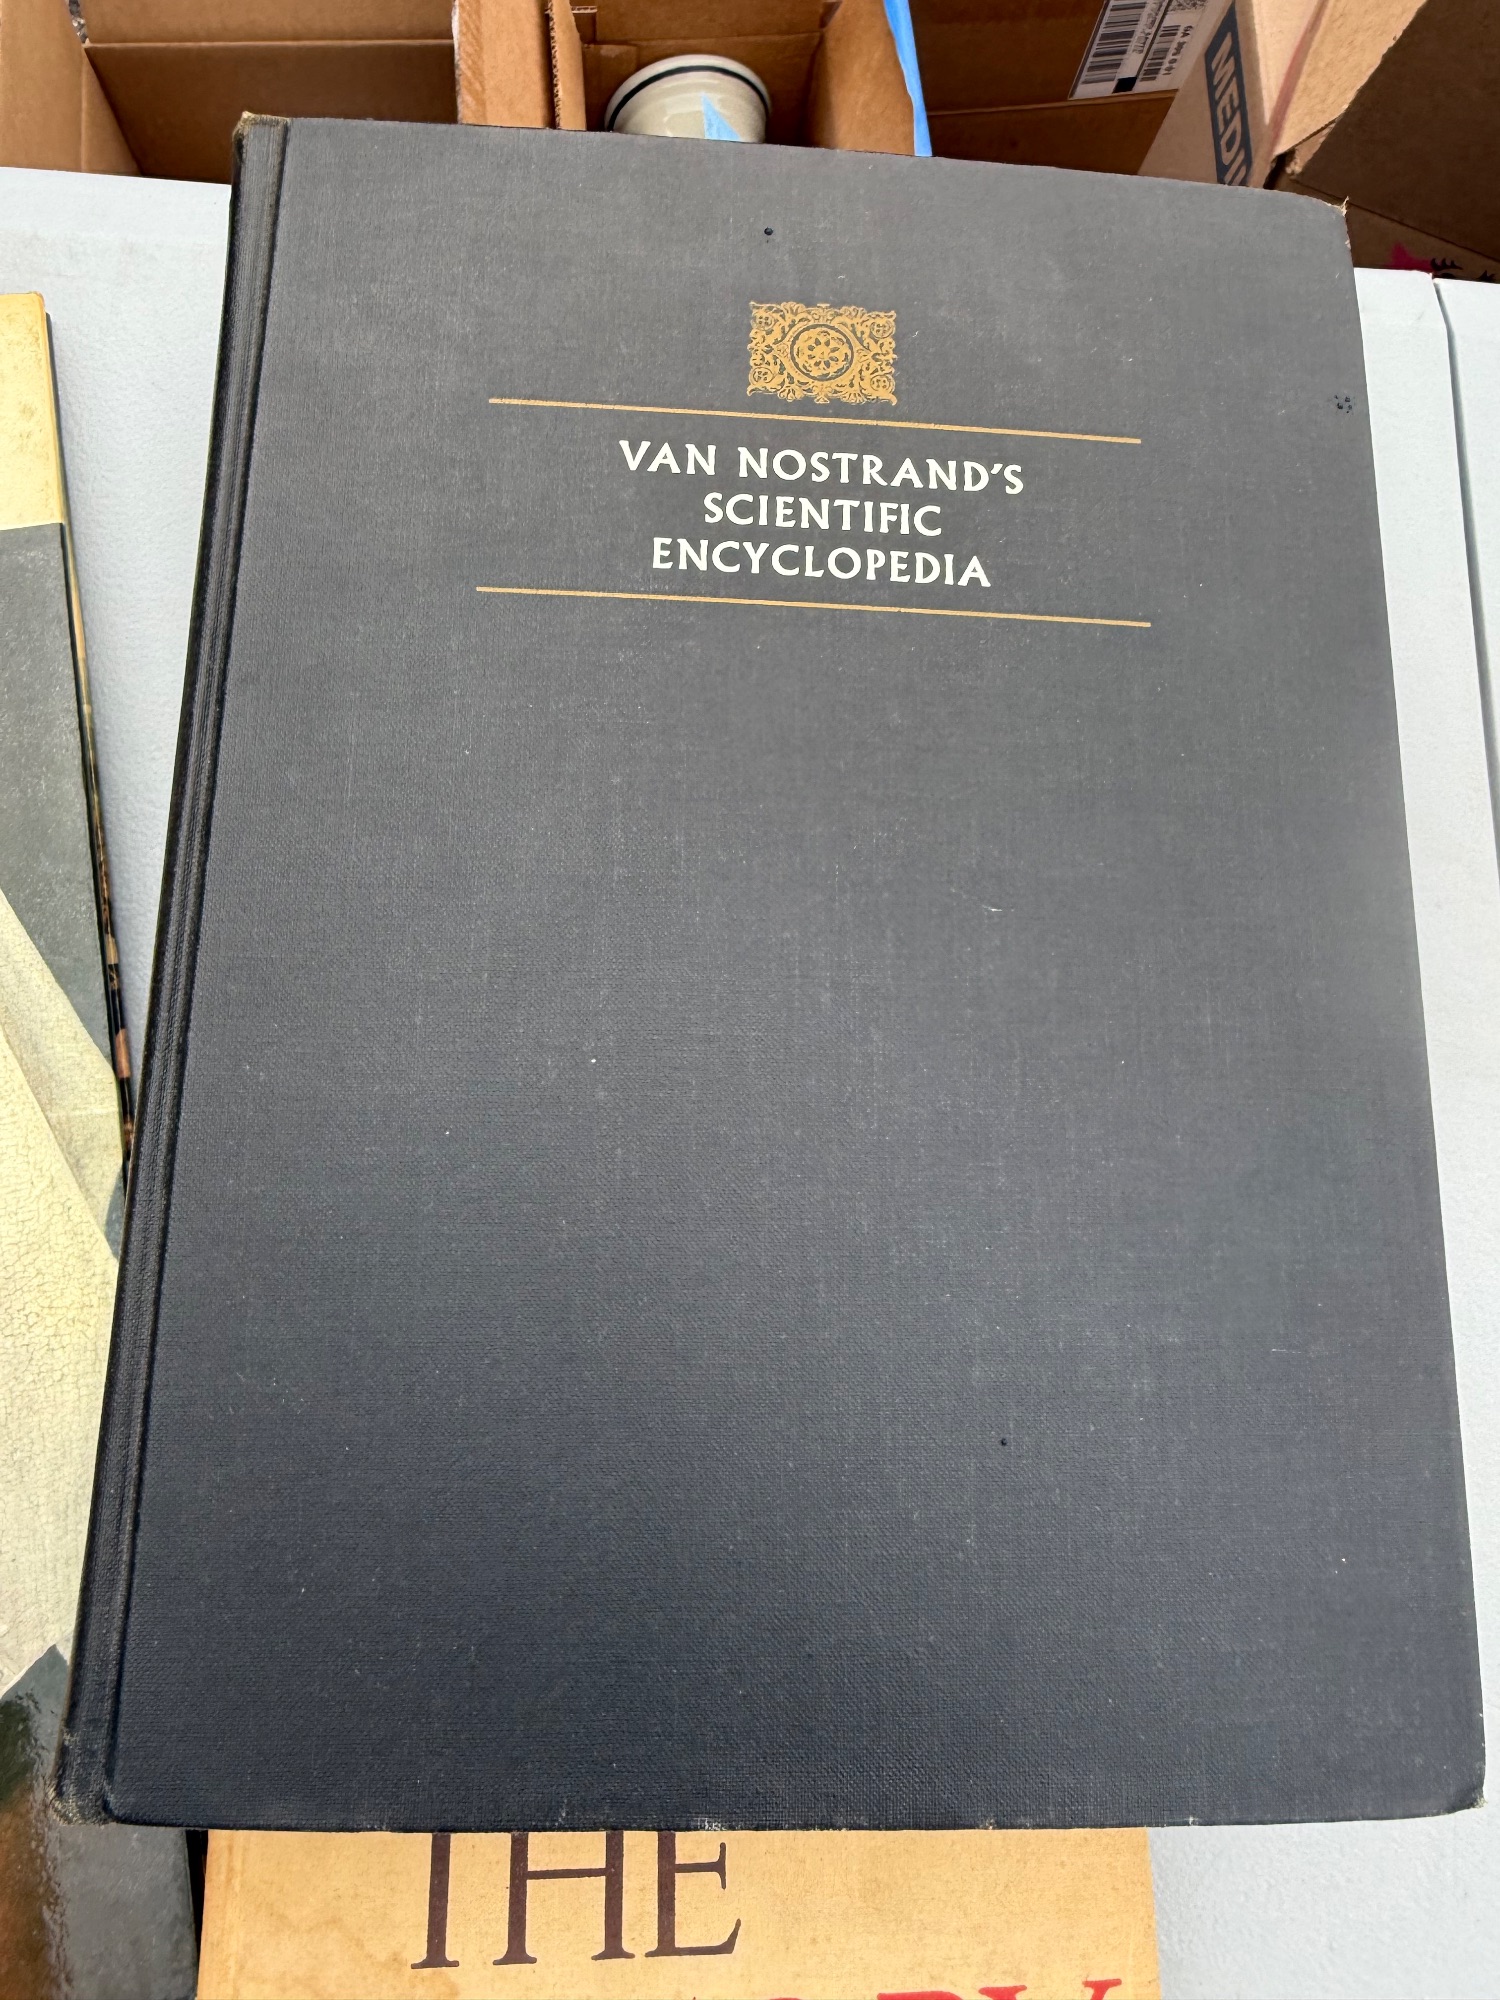 VAN NOSTRAND'S
SCIENTIFIC
ENCYCLOPEDIA
THE